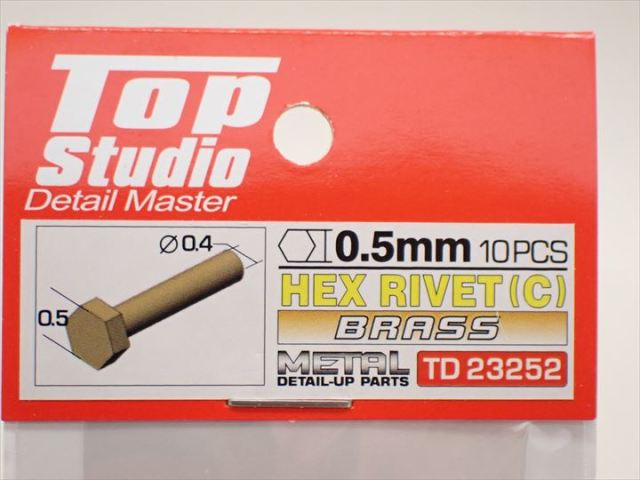 Top
Studio
Detail Master
Ø0.4
0.5
0.5mm 10PCS
HEX RIVET (C)
BRASS
METAL
DETAIL-UP PARTS
TD 23252